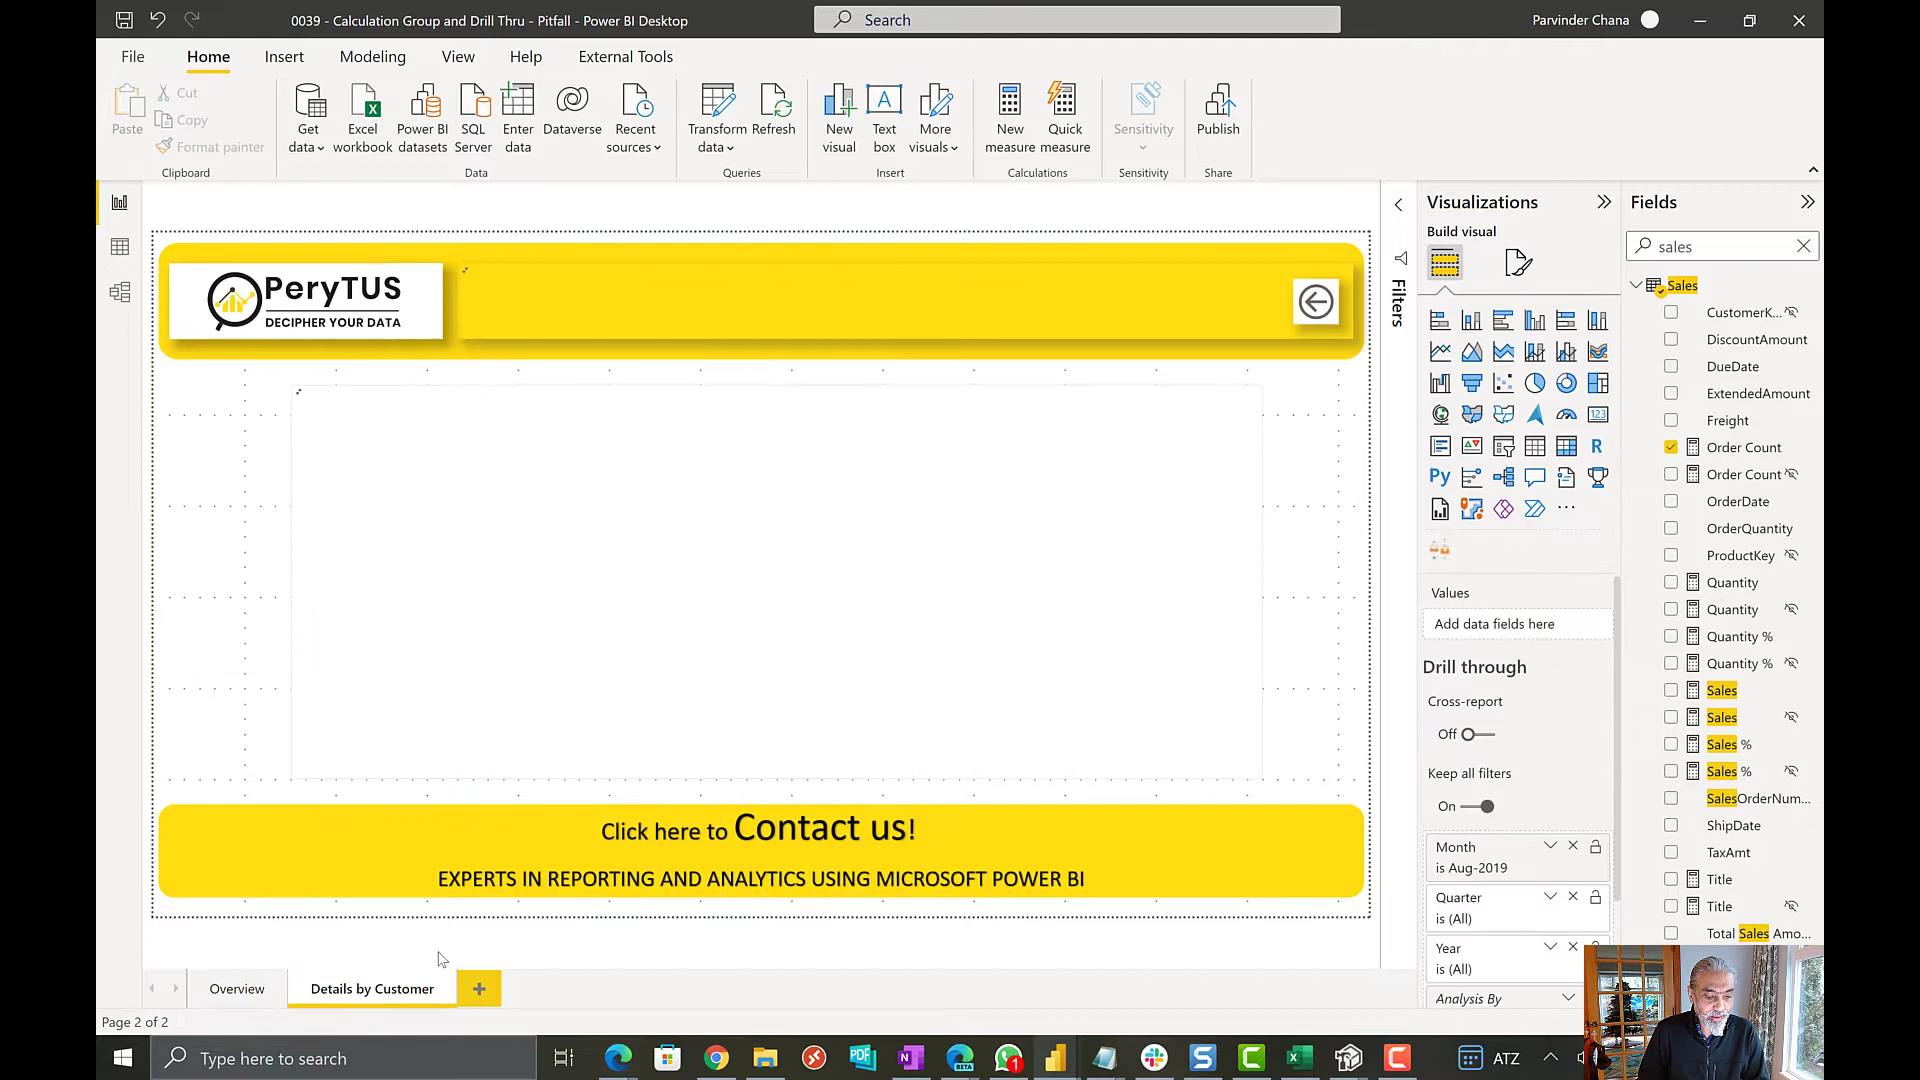 0039 - Calculation Group and Drill Thru - Pitfall - Power BI Desktop
Search
Parvinder Chana
File
Home
Insert
Modeling
View
Help
External Tools
Paste
Cut
Copy
Format painter
Clipboard
Get data
Excel workbook
Power BI datasets
SQL Server
Enter data
Dataverse
Recent sources
Data
Transform data
Refresh
Queries
New visual
Text box
More visuals
Insert
New measure
Quick measure
Calculations
Sensitivity
Sensitivity
Publish
Share
PeryTUS
DECIPHER YOUR DATA
Click here to Contact us!
EXPERTS IN REPORTING AND ANALYTICS USING MICROSOFT POWER BI
Filters
Visualizations
Build visual
123
R
Py
Values
Add data fields here
Drill through
Cross-report
Off
Keep all filters
On
Month
is Aug-2019
Quarter
is (All)
Year
is (All)
Analysis By
Fields
sales
Sales
CustomerK...
DiscountAmount
DueDate
ExtendedAmount
Freight
Order Count
Order Count
OrderDate
OrderQuantity
ProductKey
Quantity
Quantity
Quantity %
Quantity %
Sales
Sales
Sales %
Sales %
SalesOrderNum...
ShipDate
TaxAmt
Title
Title
Total Sales Amo...
Overview
Details by Customer
Page 2 of 2
Type here to search
PDF
BETA
1
ATZ